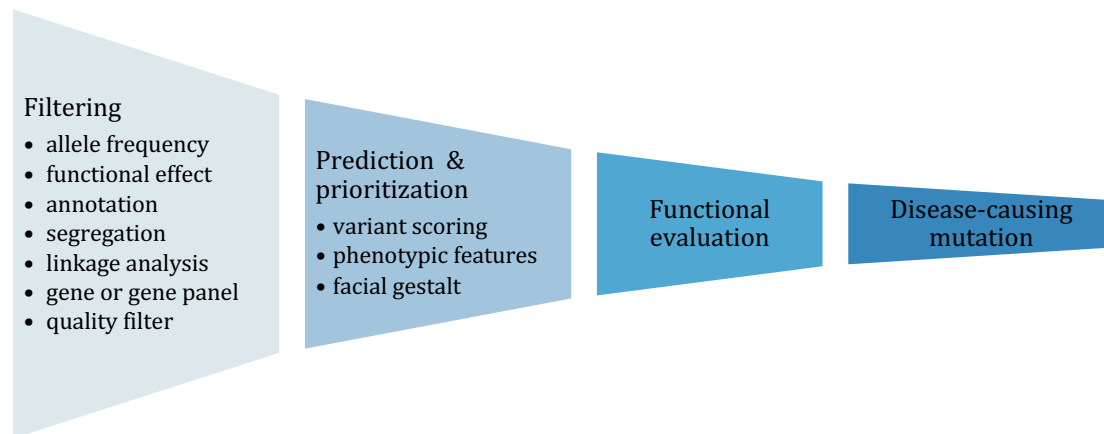 Filtering
• allele frequency
• functional effect
• annotation
• segregation
• linkage analysis
• gene or gene panel
• quality filter
Prediction &
prioritization
• variant scoring
• phenotypic features
• facial gestalt
Functional
evaluation
Disease-causing
mutation